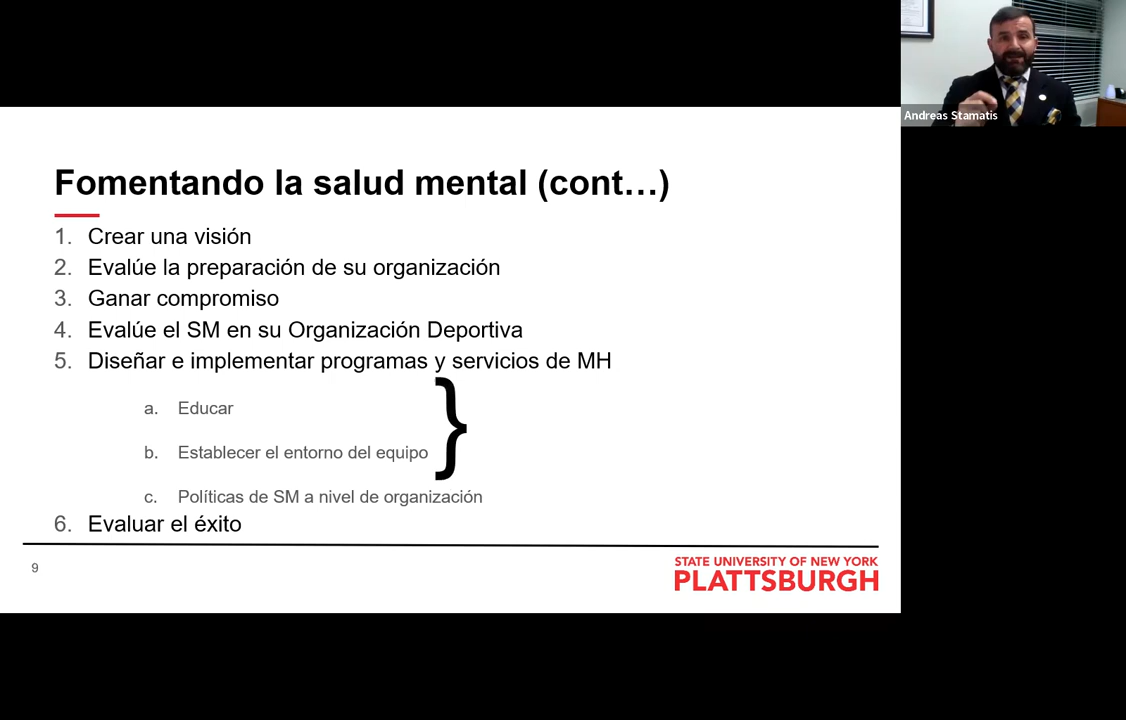 Andreas Stamatis
Fomentando la salud mental (cont…)
1. Crear una visión
2. Evalúe la preparación de su organización
3. Ganar compromiso
4. Evalúe el SM en su Organización Deportiva
5. Diseñar e implementar programas y servicios de MH
a. Educar
b. Establecer el entorno del equipo
}
c. Políticas de SM a nivel de organización
6. Evaluar el éxito
9
STATE UNIVERSITY OF NEW YORK
PLATTSBURGH